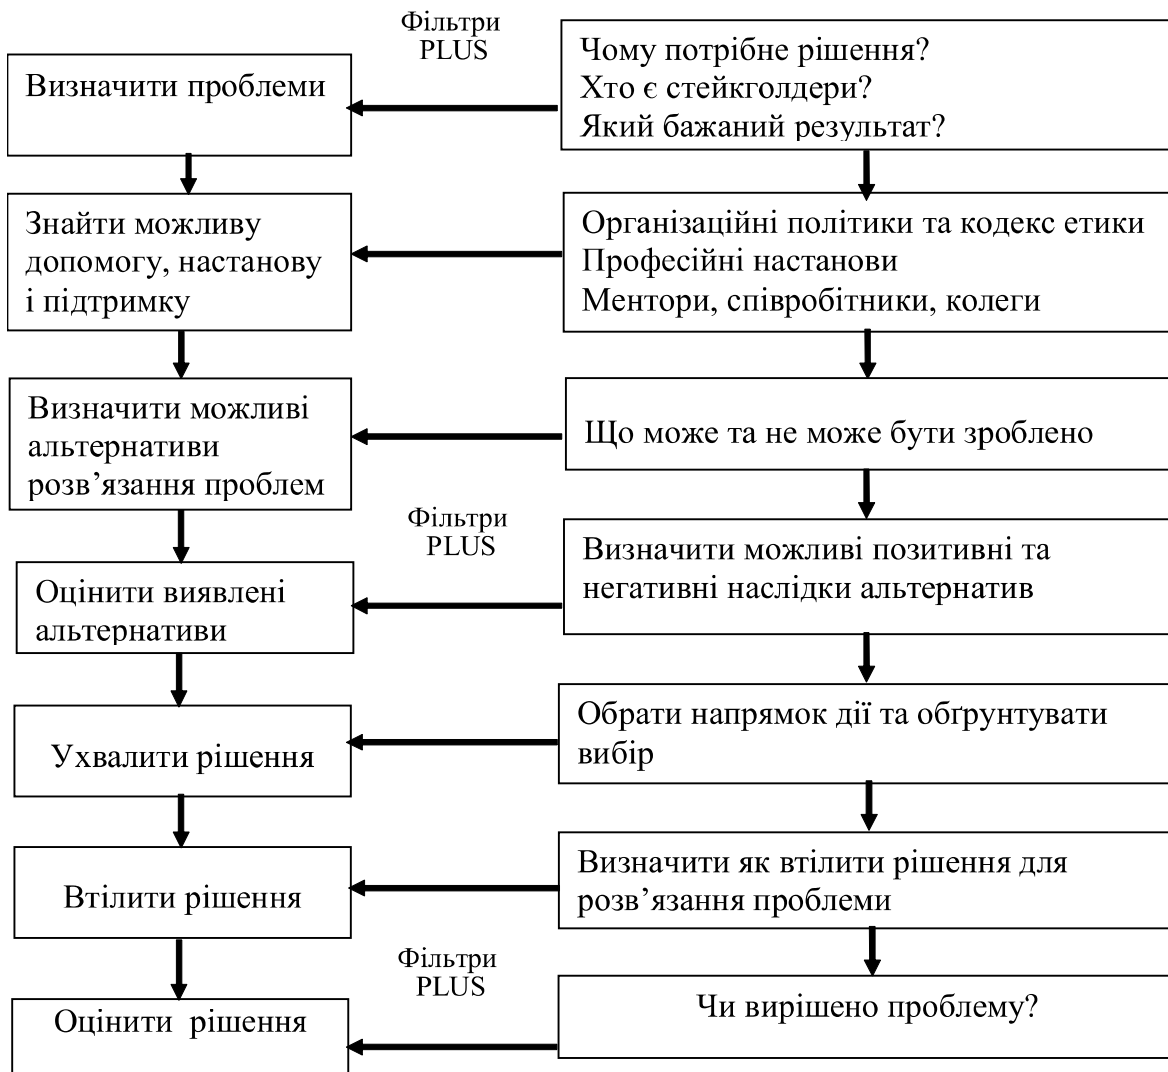 Фільтри
PLUS
Визначити проблеми
Чому потрібне рішення?
Хто є стейкголдери?
Який бажаний результат?
Знайти можливу
допомогу, настанову
і підтримку
Організаційні політики та кодекс етики
Професійні настанови
Ментори, співробітники, колеги
Визначити можливі
альтернативи
розв’язання проблем
Що може та не може бути зроблено
Фільтри
PLUS
Оцінити виявлені
альтернативи
Визначити можливі позитивні та
негативні наслідки альтернатив
Ухвалити рішення
Обрати напрямок дії та обґрунтувати
вибір
Втілити рішення
Визначити як втілити рішення для
розв’язання проблеми
Фільтри
PLUS
Оцінити  рішення
Чи вирішено проблему?